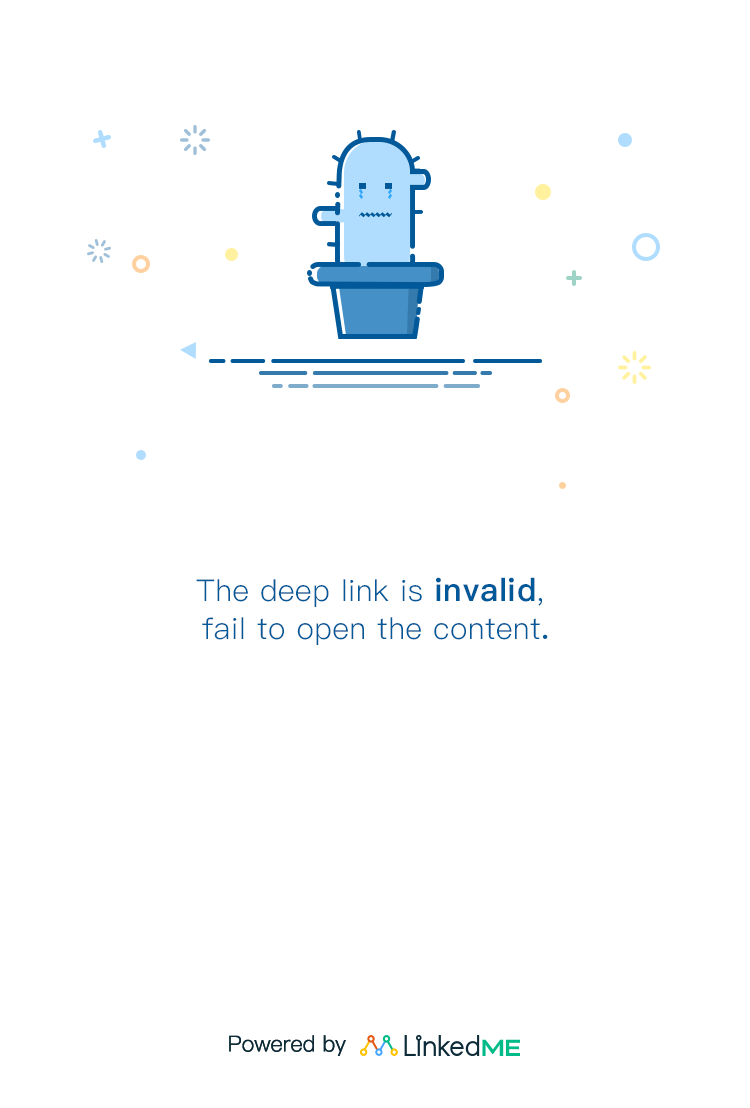 The deep link is invalid,
fail to open the content.
Powered by LinkedME